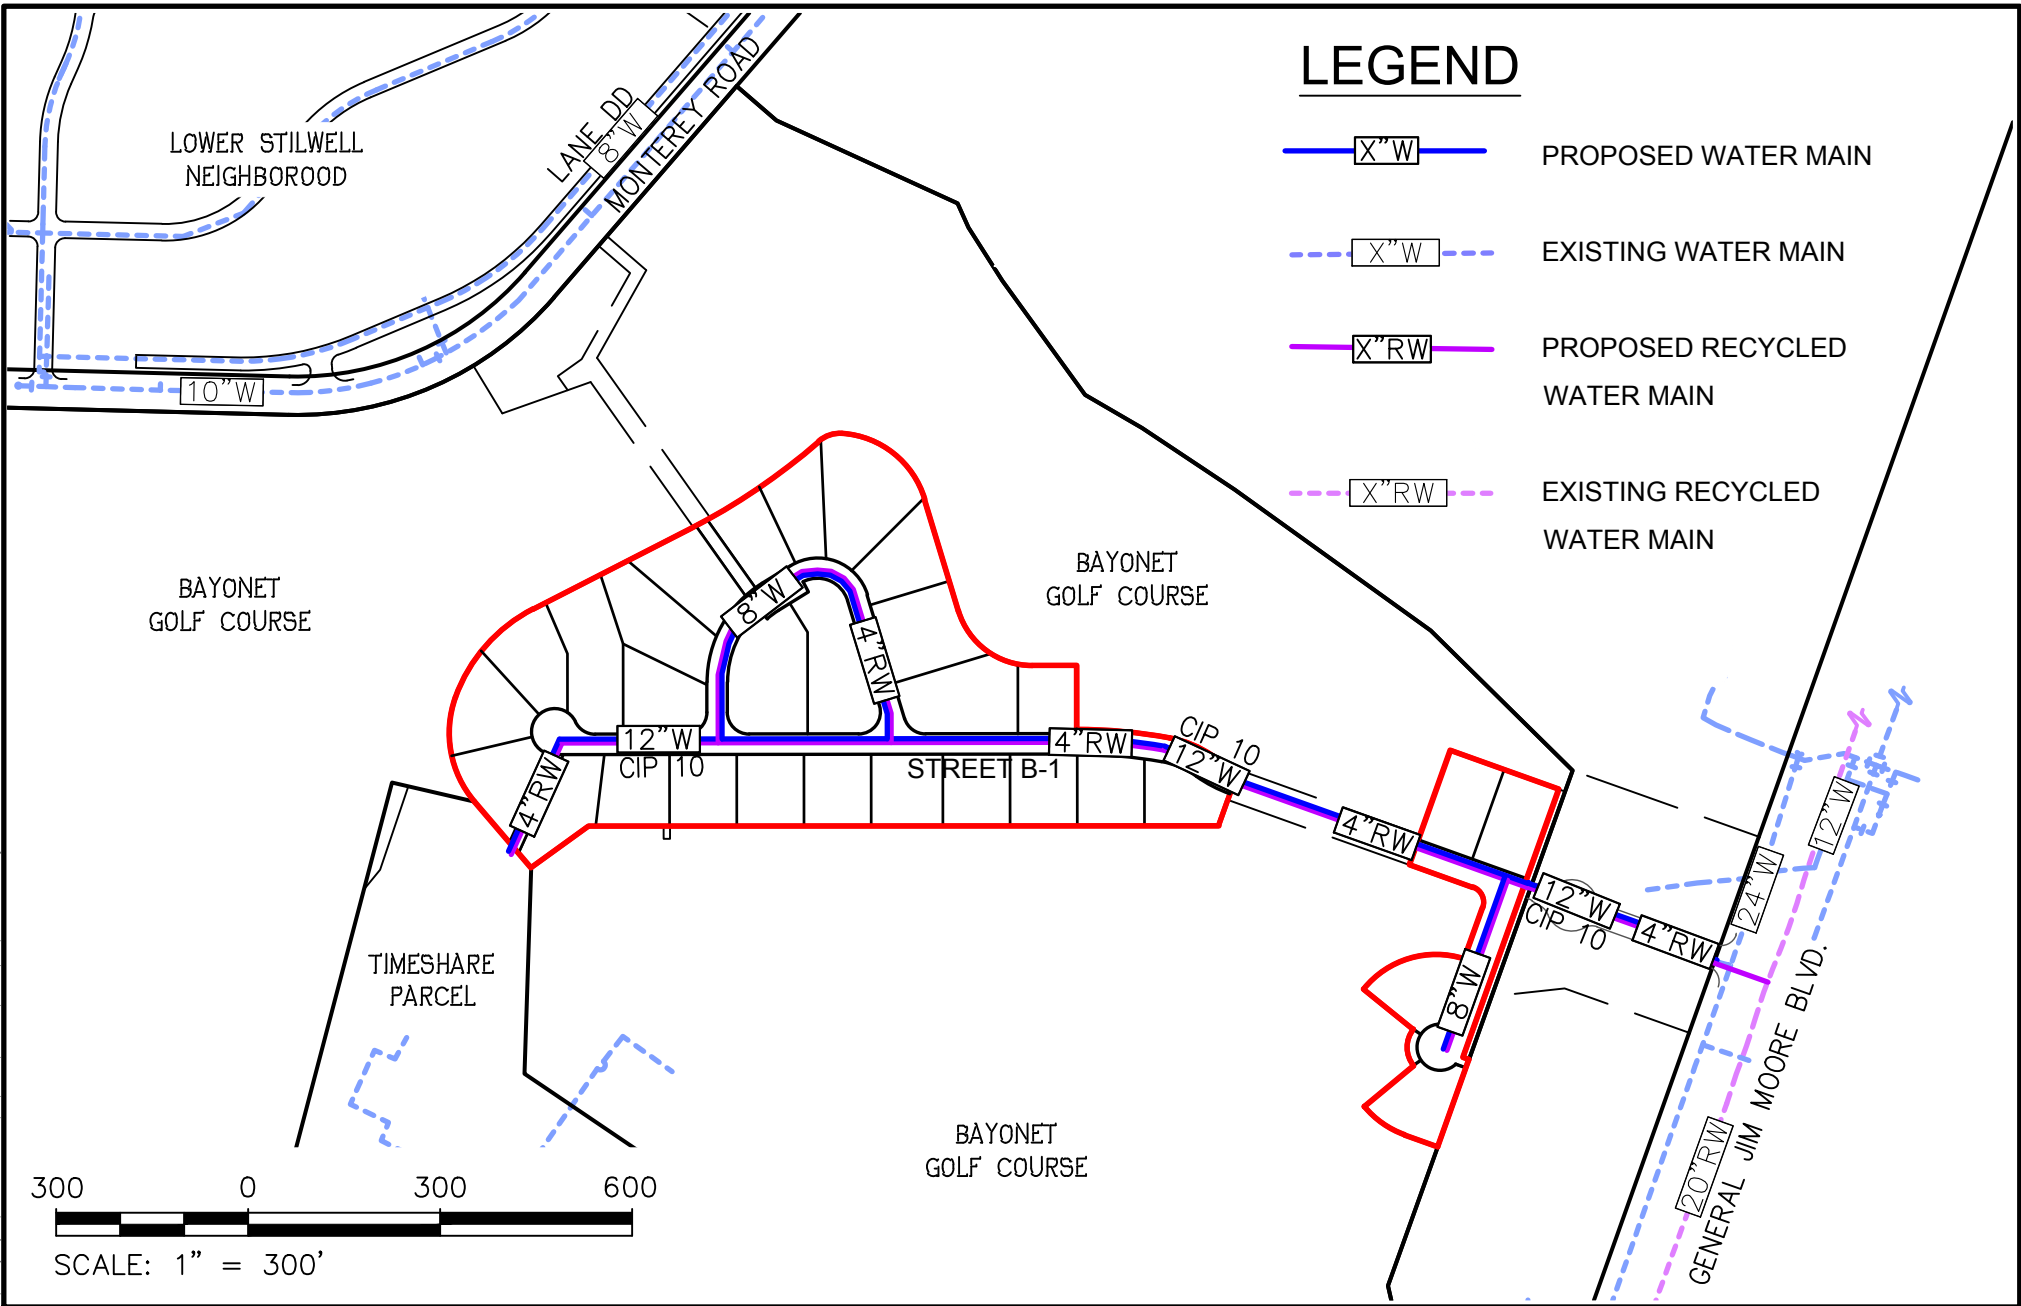 LEGEND
X"W
PROPOSED WATER MAIN
X"W
EXISTING WATER MAIN
X"RW
PROPOSED RECYCLED
WATER MAIN
X"RW
EXISTING RECYCLED
WATER MAIN
LOWER STILWELL
NEIGHBOROOD
LANE DD
8"W
MONTEREY ROAD
10"W
BAYONET
GOLF COURSE
BAYONET
GOLF COURSE
8"W
4"RW
12"W
CIP 10
4"RW
STREET B-1
4"RW
CIP 10
12"W
4"RW
12"W
CIP 10
4"RW
8"W
24"W
12"W
20"RW
GENERAL JIM MOORE BLVD.
TIMESHARE
PARCEL
BAYONET
GOLF COURSE
300 0 300 600
SCALE: 1" = 300'